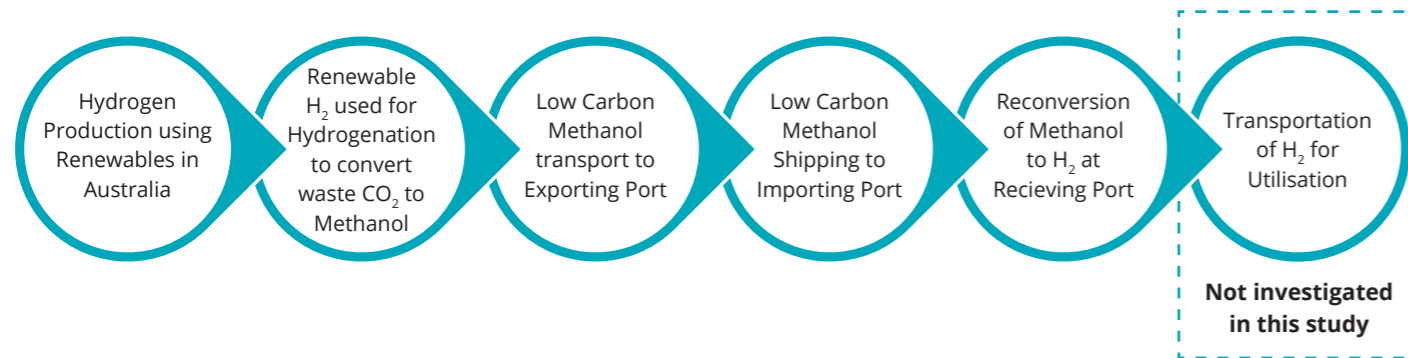 Hydrogen
Production using
Renewables in
Australia
Renewable
H₂ used for
Hydrogenation
to convert
waste CO₂ to
Methanol
Low Carbon
Methanol
transport to
Exporting Port
Low Carbon
Methanol
Shipping to
Importing Port
Reconversion
of Methanol
to H₂ at
Recieving Port
Transportation
of H₂ for
Utilisation
Not investigated
in this study